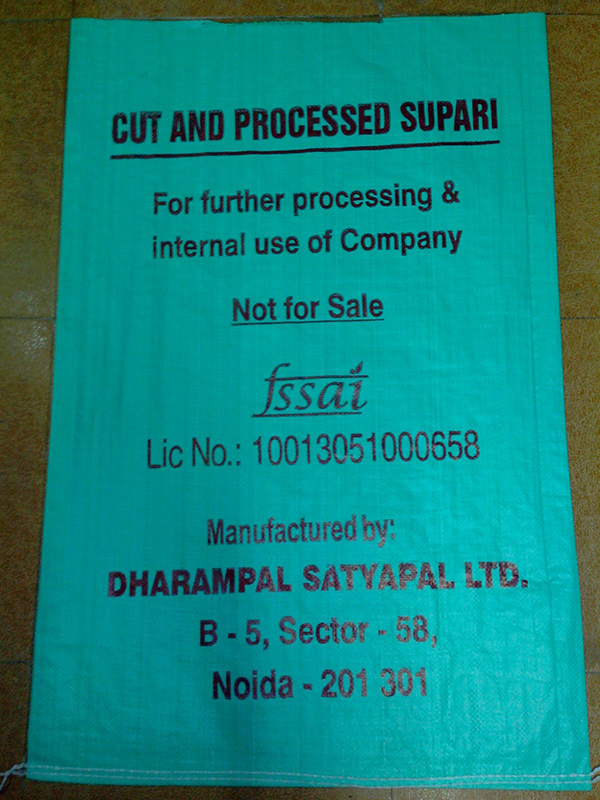 CUT AND PROCESSED SUPARI
For further processing &
internal use of Company
Not for Sale
fssai
Lic No.: 10013051000658
Manufactured by:
DHARAMPAL SATYAPAL LTD.
B - 5, Sector - 58,
Noida - 201 301